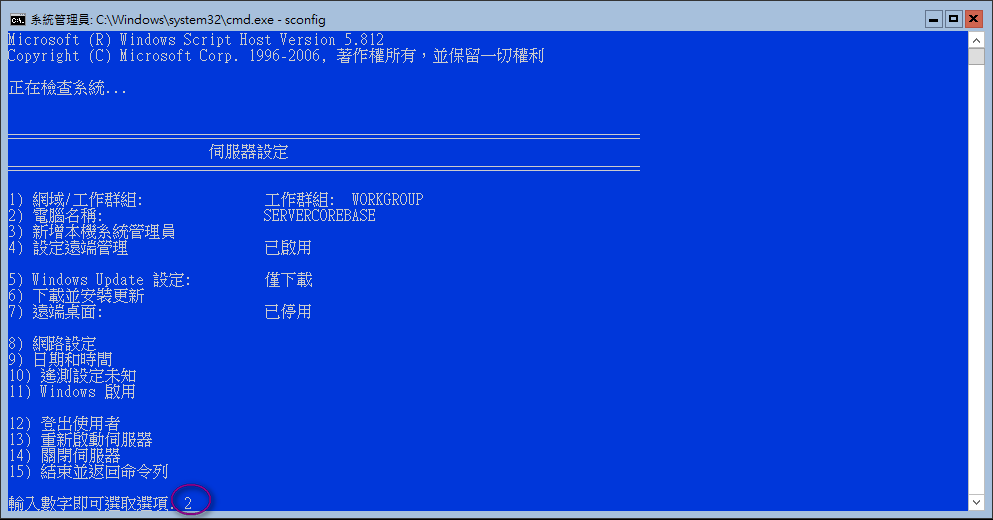 系統管理員: C:\Windows\system32\cmd.exe - sconfig
Microsoft (R) Windows Script Host Version 5.812
Copyright (C) Microsoft Corp. 1996-2006, 著作權所有，並保留一切權利
正在檢查系統...
伺服器設定
1) 網域/工作群組: 工作群組: WORKGROUP
2) 電腦名稱: SERVERCOREBASE
3) 新增本機系統管理員
4) 設定遠端管理 已啟用
5) Windows Update 設定: 僅下載
6) 下載並安裝更新
7) 遠端桌面: 已停用
8) 網路設定
9) 日期和時間
10) 遙測設定未知
11) Windows 啟用
12) 登出使用者
13) 重新啟動伺服器
14) 關閉伺服器
15) 結束並返回命令列
輸入數字即可選取選項: 2